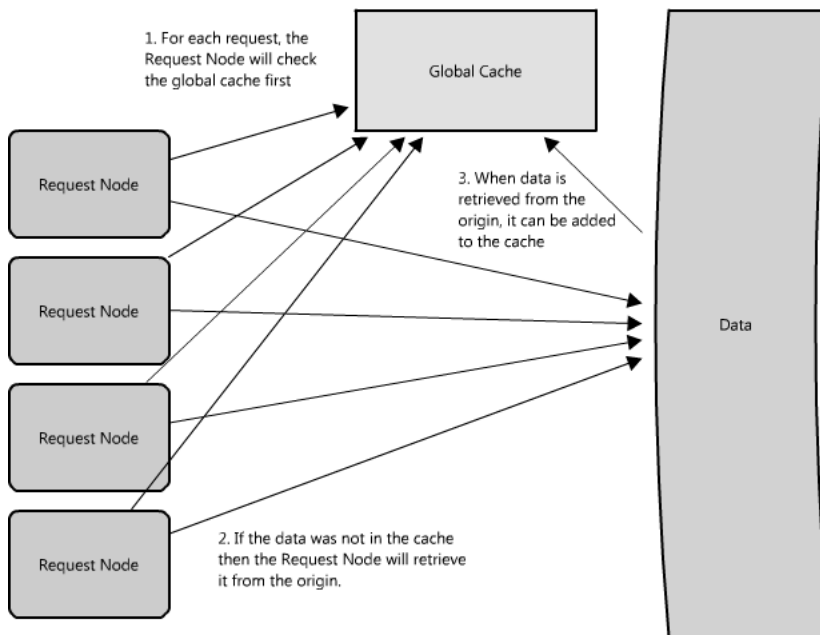 1. For each request, the
Request Node will check
the global cache first
Global Cache
Request Node
3. When data is
retrieved from the
origin, it can be added
to the cache
Request Node
Data
Request Node
2. If the data was not in the cache
then the Request Node will retrieve
it from the origin.
Request Node